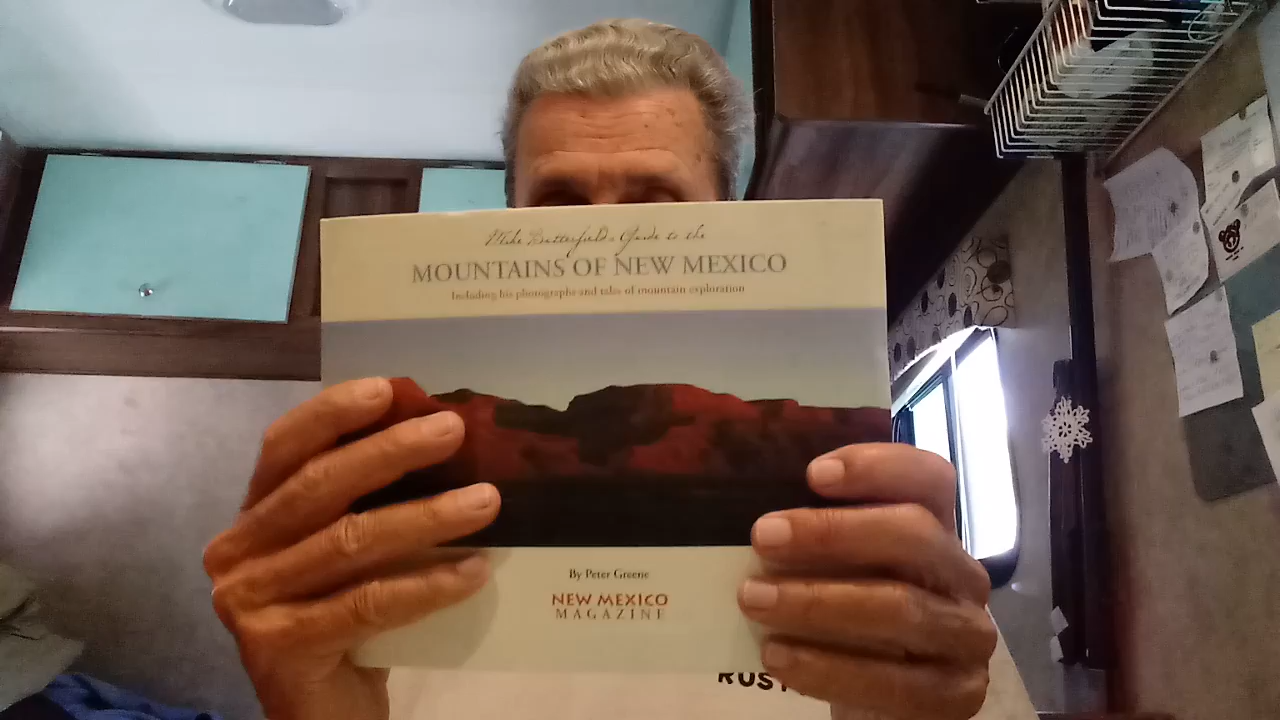 Mike Butterfield's Guide to the
MOUNTAINS OF NEW MEXICO
Including his photographs and tales of mountain exploration
By Peter Greene
NEW MEXICO
MAGAZINE